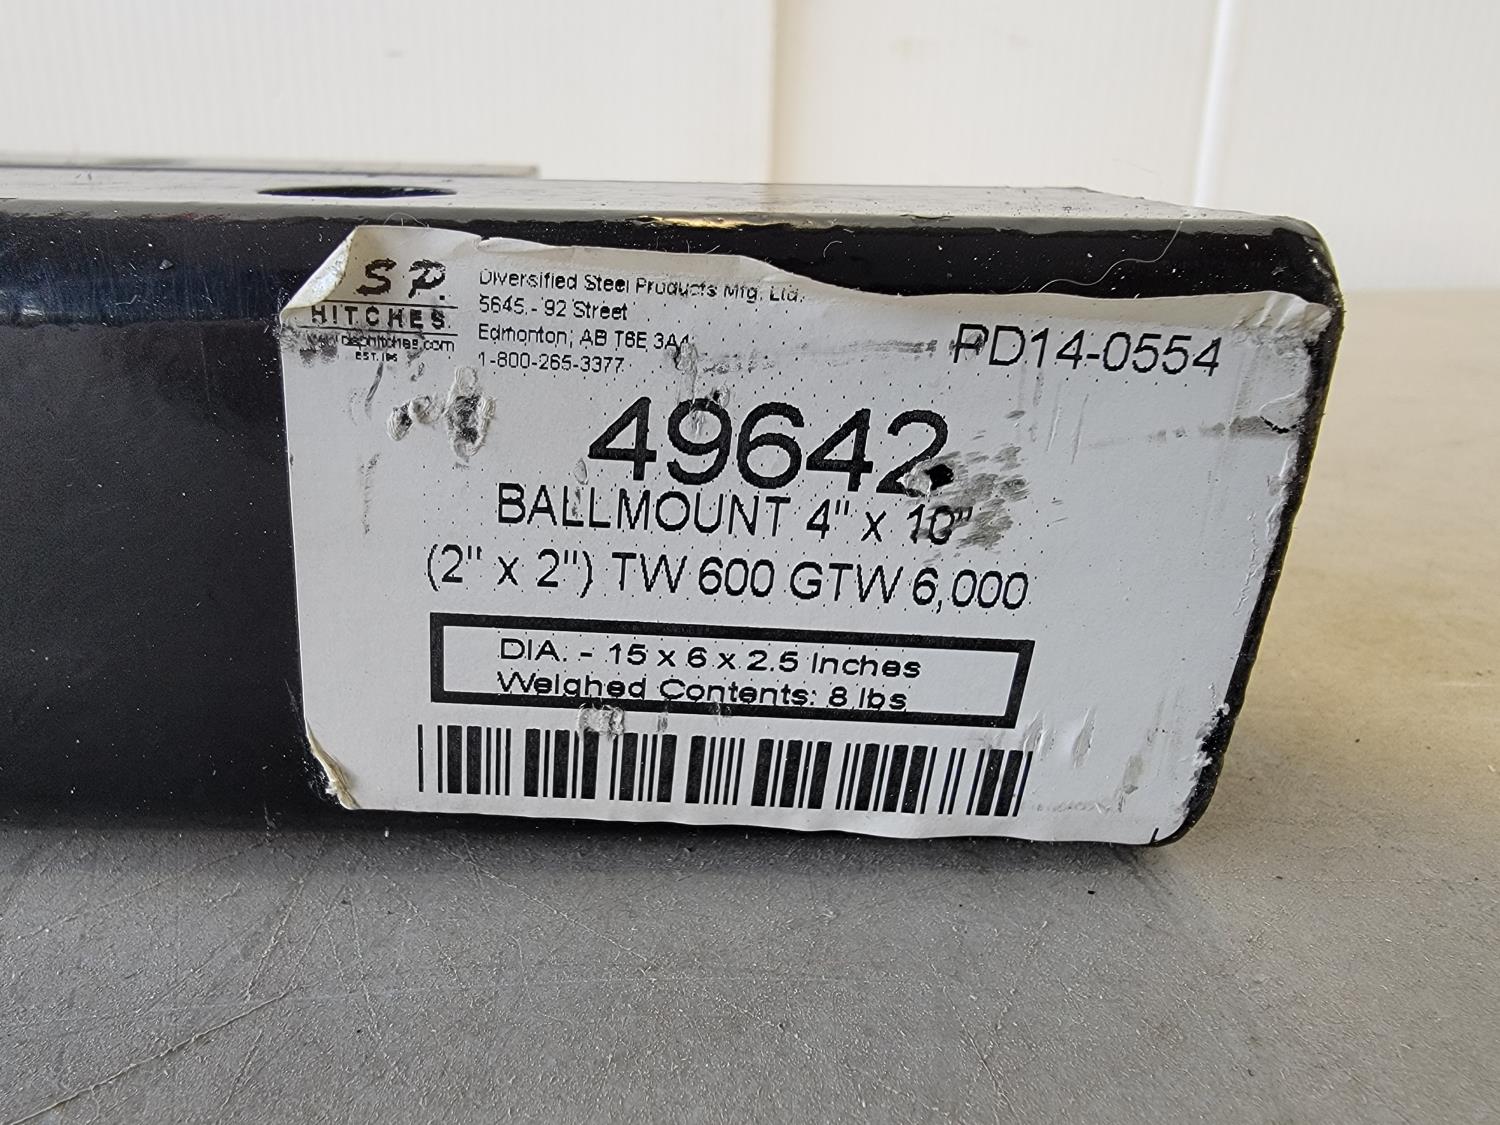 SP.
HITCHES
Diversified Steel Products Mfg. Ltd.
5645 - 92 Street
Edmonton, AB T6E 3A4
1-800-265-3377
PD14-0554
49642
BALLMOUNT 4" x 10"
(2" x 2") TW 600 GTW 6,000
DIA. - 15 x 6 x 2.5 Inches
Weighed Contents: 8 lbs